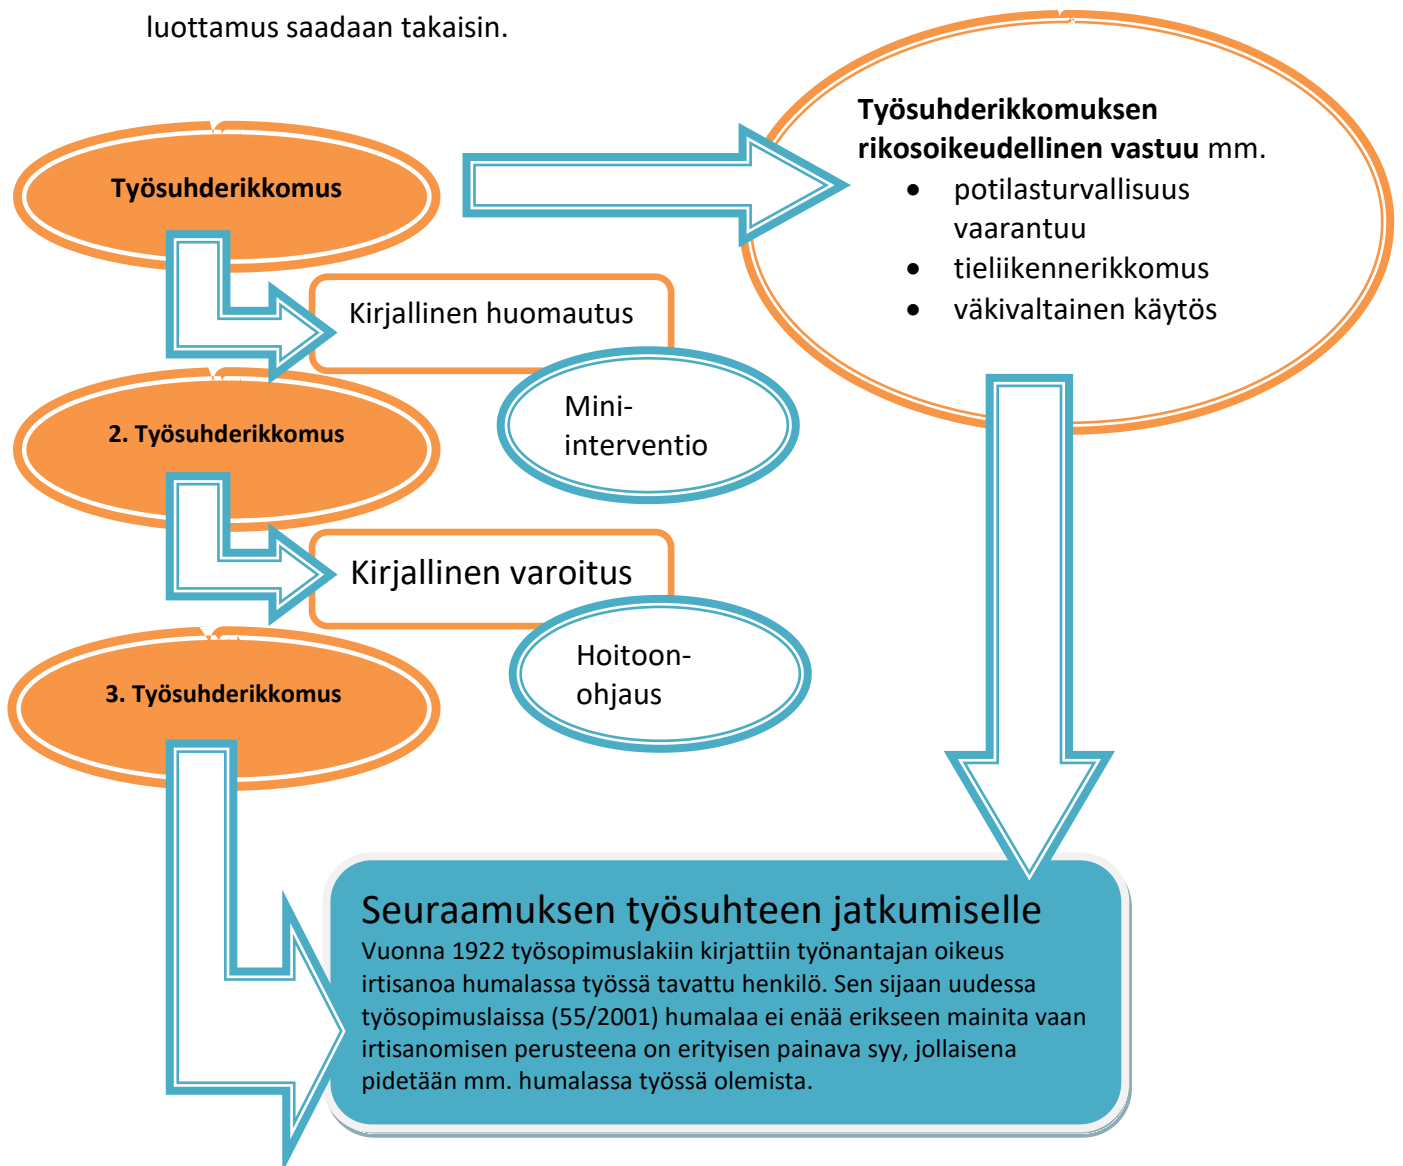 luottamus saadaan takaisin.
Työsuhderikkomus
Työsuhderikkomuksen
rikosoikeudellinen vastuu mm.
• potilasturvallisuus
vaarantuu
• tieliikennerikkomus
• väkivaltainen käytös
Kirjallinen huomautus
Mini-
interventio
2. Työsuhderikkomus
Kirjallinen varoitus
Hoitoon-
ohjaus
3. Työsuhderikkomus
Seuraamuksen työsuhteen jatkumiselle
Vuonna 1922 työsopimuslakiin kirjattiin työnantajan oikeus
irtisanoa humalassa työssä tavattu henkilö. Sen sijaan uudessa
työsopimuslaissa (55/2001) humalaa ei enää erikseen mainita vaan
irtisanomisen perusteena on erityisen painava syy, jollaisena
pidetään mm. humalassa työssä olemista.